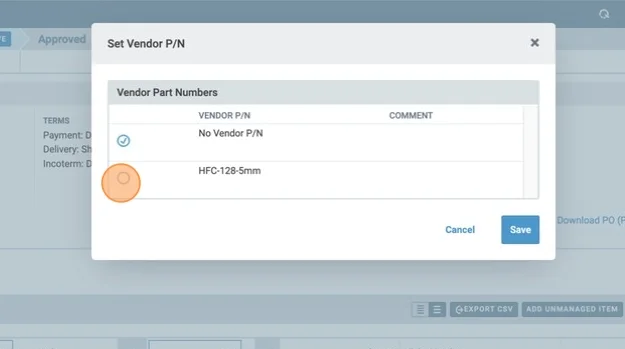 Approved
Set Vendor P/N
Vendor Part Numbers
VENDOR P/N COMMENT
No Vendor P/N
HFC-128-5mm
TERMS
Payment: D
Delivery: Sh
Incoterm: D
Cancel Save
Download PO (P
EXPORT CSV ADD UNMANAGED ITEM